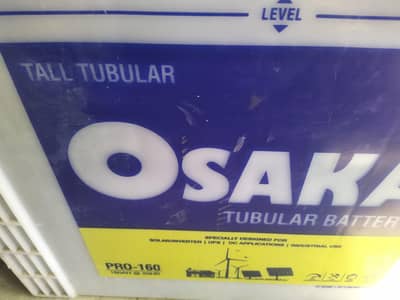 LEVEL
TALL TUBULAR
OSAKA
TUBULAR BATTER
SPECIALLY DESIGNED FOR
SOLAR/INVERTER | UPS | DC APPLICATIONS | INDUSTRIAL USE
PRO-160